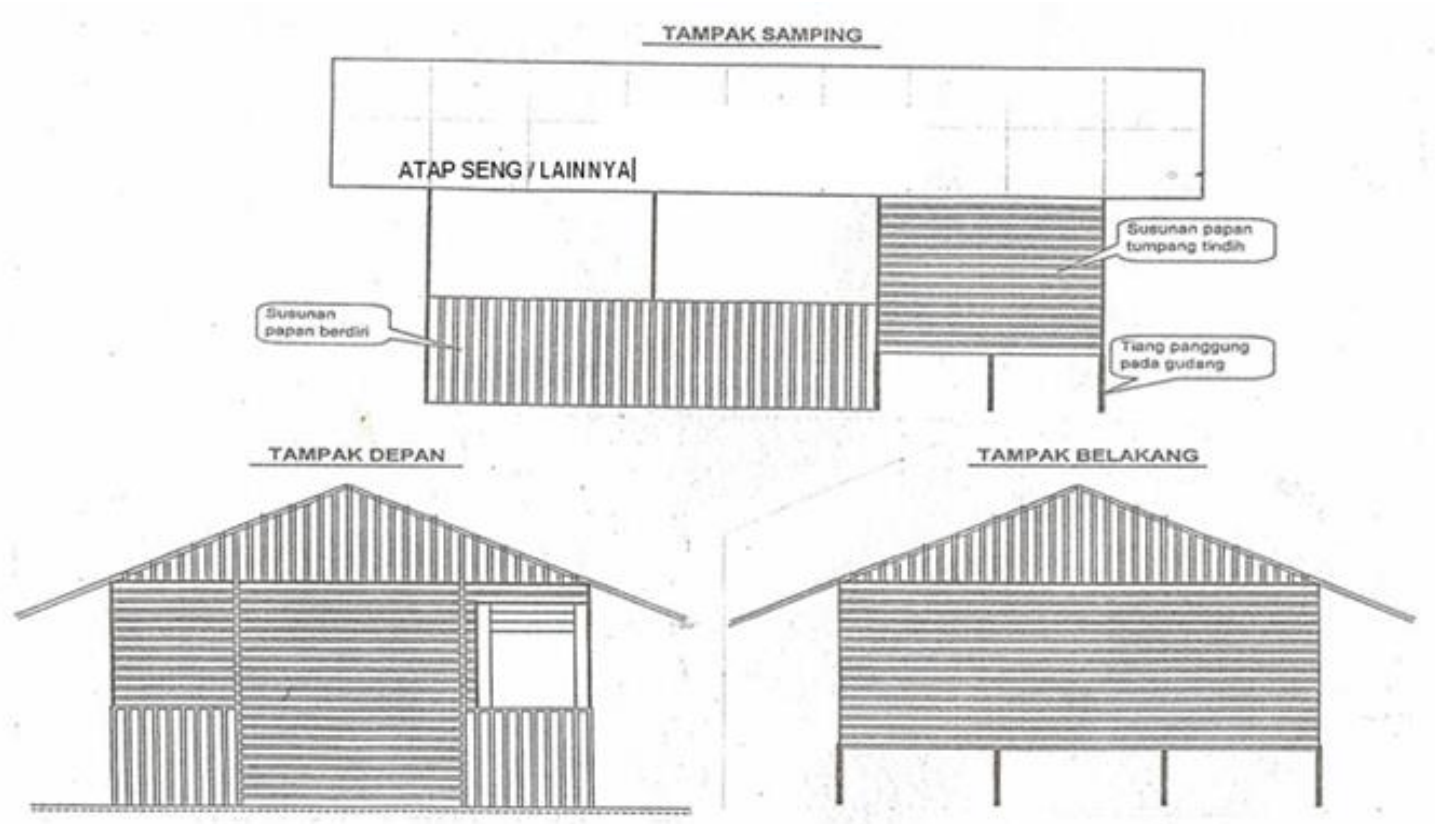 TAMPAK SAMPING
ATAP SENG / LAINNYA
Susunan papan
tumpang tindih
Susunan
papan berdiri
Tiang panggung
pada gudang
TAMPAK DEPAN
TAMPAK BELAKANG